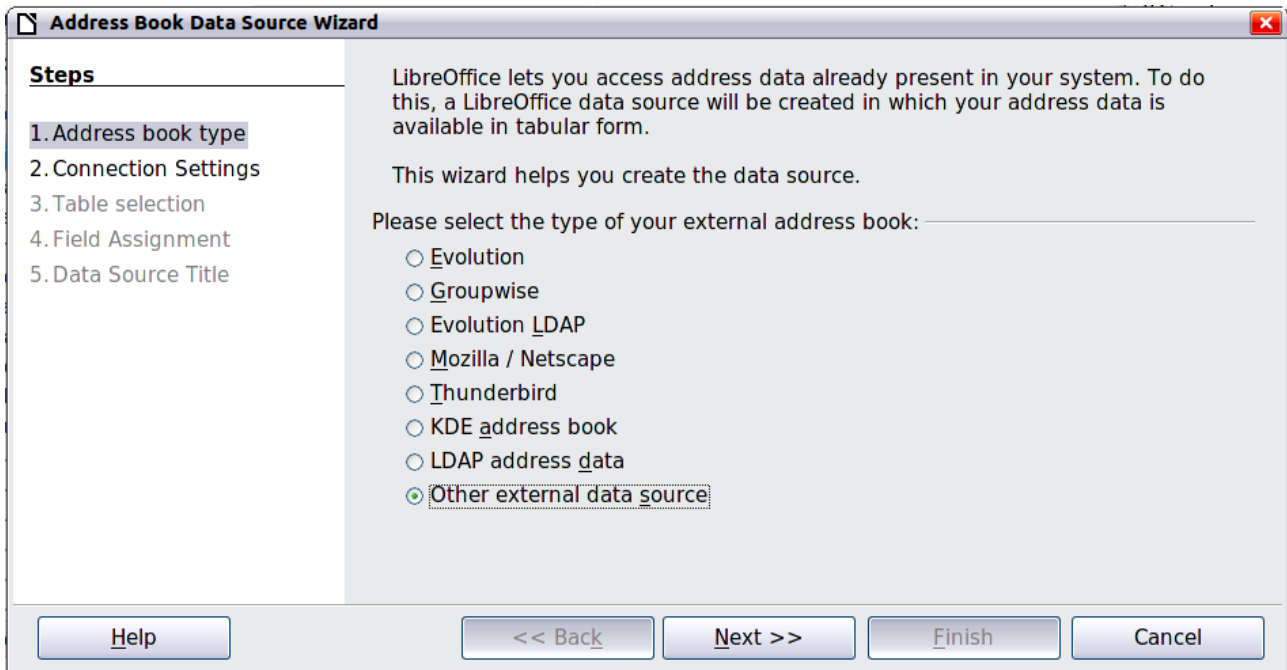 Address Book Data Source Wizard
Steps
1. Address book type
2. Connection Settings
3. Table selection
4. Field Assignment
5. Data Source Title
LibreOffice lets you access address data already present in your system. To do
this, a LibreOffice data source will be created in which your address data is
available in tabular form.
This wizard helps you create the data source.
Please select the type of your external address book:
Evolution
Groupwise
Evolution LDAP
Mozilla / Netscape
Thunderbird
KDE address book
LDAP address data
Other external data source
Help
<< Back
Next >>
Finish
Cancel